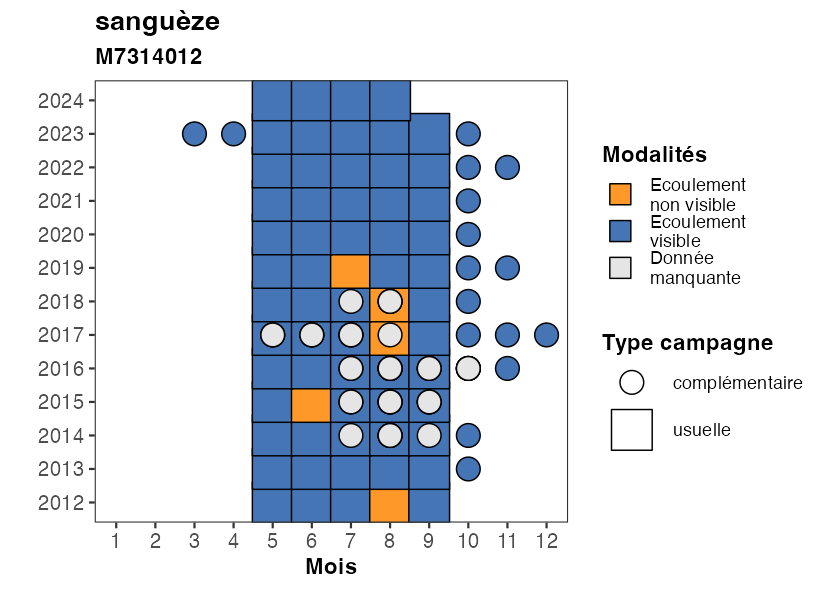 sanguèze
M7314012
2024
2023
2022
2021
2020
2019
2018
2017
2016
2015
2014
2013
2012
1 2 3 4 5 6 7 8 9 10 11 12
Mois
Modalités
Ecoulement
non visible
Ecoulement
visible
Donnée
manquante
Type campagne
complémentaire
usuelle